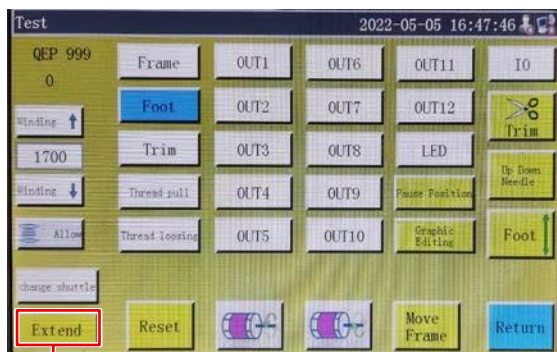 Test 2022-05-05 16:47:46
QEP 999
0
Frame OUT1 OUT6 OUT11 IO
Winding
Foot OUT2 OUT7 OUT12
Trim
1700
Trim OUT3 OUT8 LED
Up Down
Needle
Winding
Thread pull OUT4 OUT9 Pause Position
Allow
Thread loosing OUT5 OUT10 Graphic
Editing
Foot
change shuttle
Extend Reset Move
Frame
Return